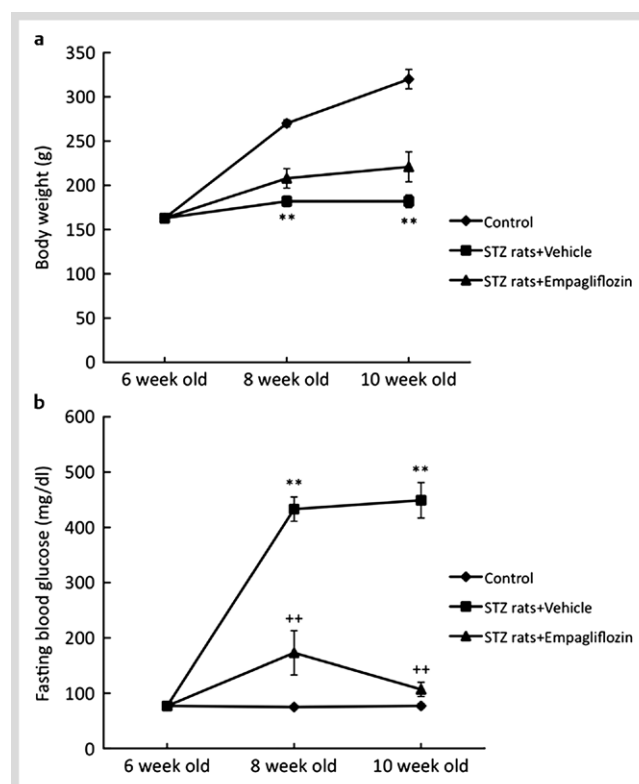 a
350
300
250
200
150
100
50
0
Body weight (g)
**
**
6 week old 8 week old 10 week old
Control
STZ rats+Vehicle
STZ rats+Empagliflozin
b
600
500
400
300
200
100
0
Fasting blood glucose (mg/dl)
**
**
++
++
6 week old 8 week old 10 week old
Control
STZ rats+Vehicle
STZ rats+Empagliflozin